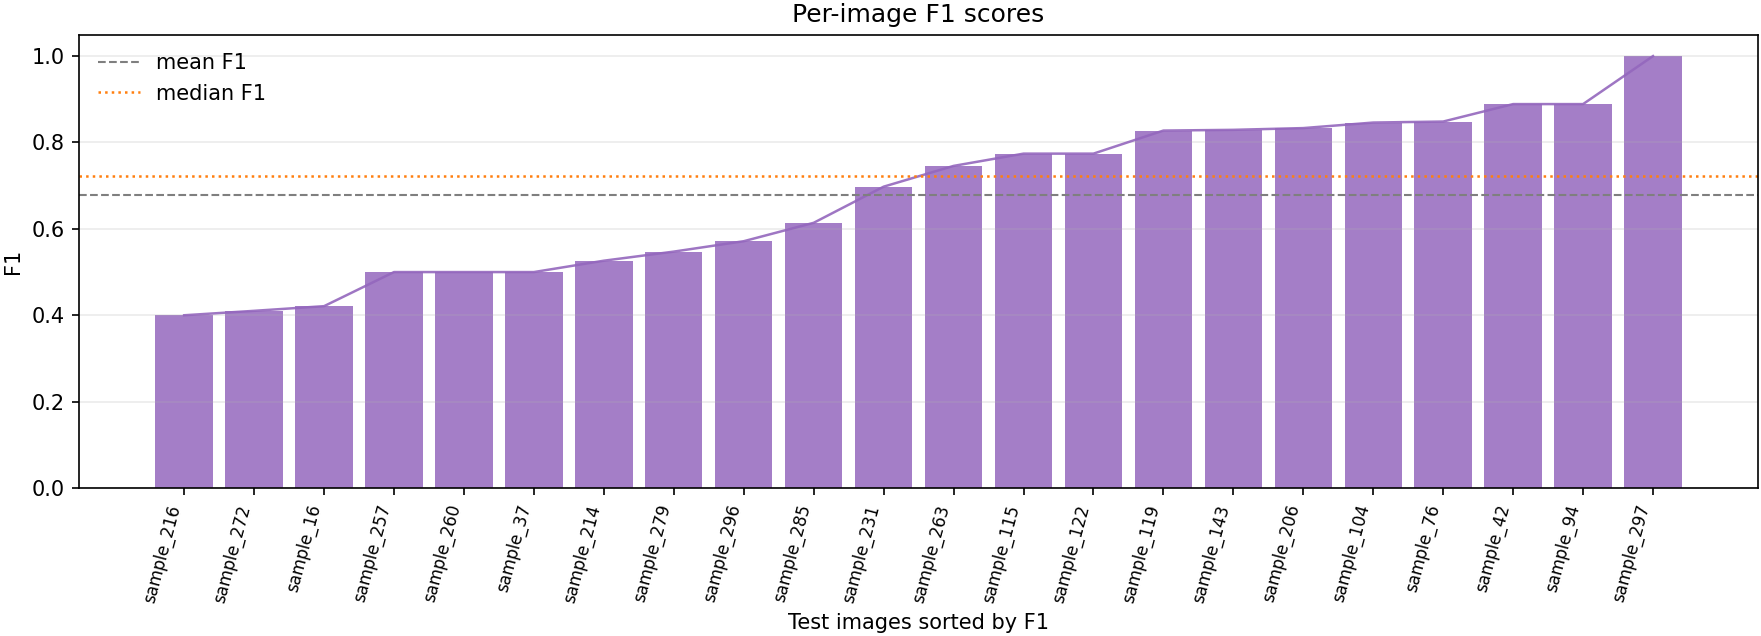 Per-image F1 scores
mean F1
median F1
F1
1.0
0.8
0.6
0.4
0.2
0.0
sample_216
sample_272
sample_16
sample_257
sample_260
sample_37
sample_214
sample_279
sample_296
sample_285
sample_231
sample_263
sample_115
sample_122
sample_119
sample_143
sample_206
sample_104
sample_76
sample_42
sample_94
sample_297
Test images sorted by F1